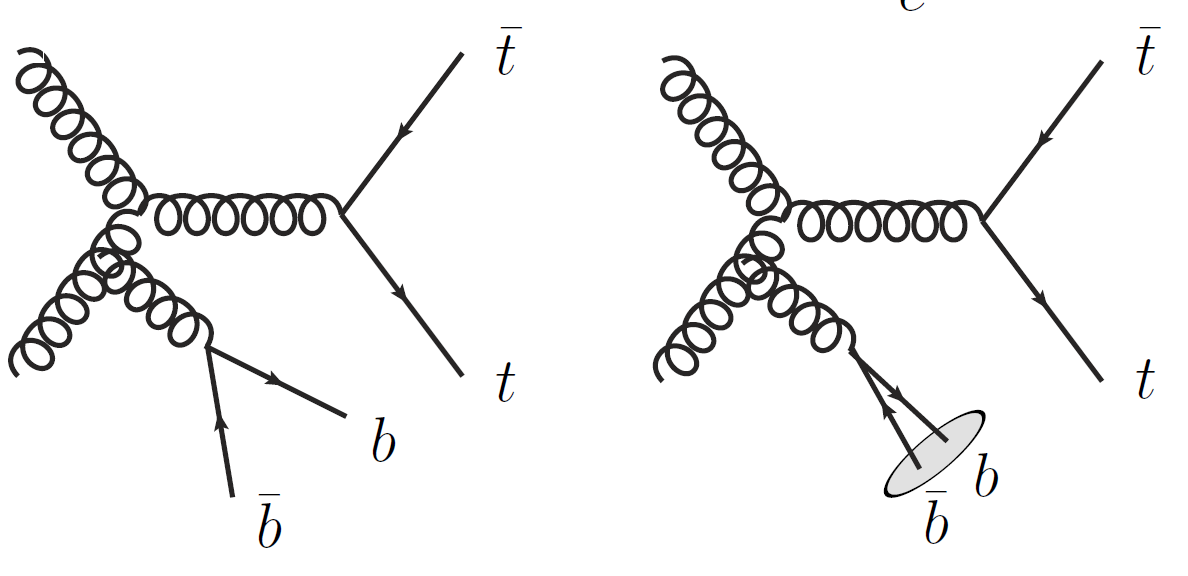 t̄ t̄
t t
b b
b̄ b̄